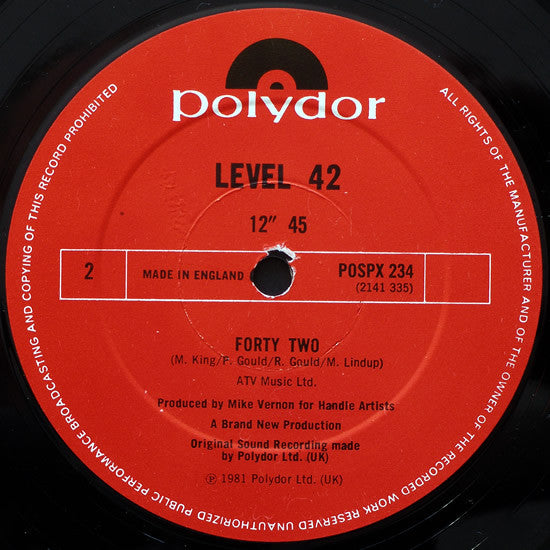 polydor
LEVEL 42
12" 45
2
MADE IN ENGLAND
POSPX 234
(2141 335)
FORTY TWO
(M. King/F. Gould/R. Gould/M. Lindup)
ATV Music Ltd.
Produced by Mike Vernon for Handle Artists
A Brand New Production
Original Sound Recording made
by Polydor Ltd. (UK)
℗ 1981 Polydor Ltd. (UK)
ALL RIGHTS OF THE MANUFACTURER AND OF THE OWNER OF THE RECORDED WORK RESERVED UNAUTHORIZED PUBLIC PERFORMANCE BROADCASTING AND COPYING OF THIS RECORD PROHIBITED